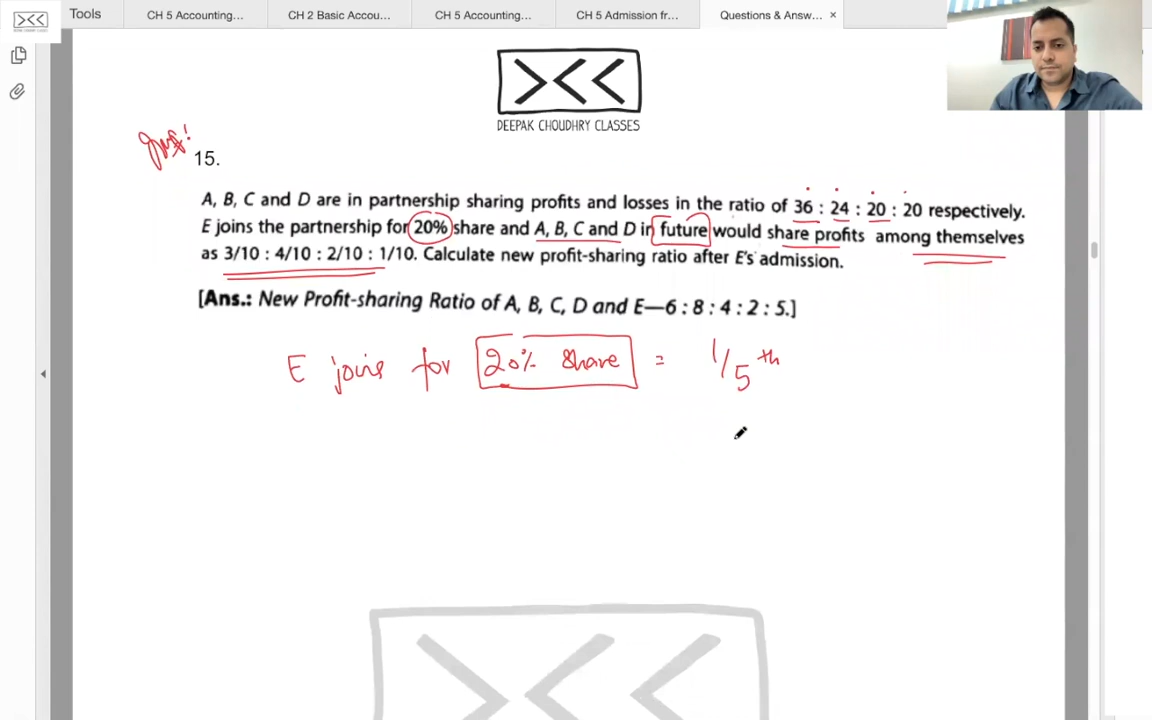 Tools
CH 5 Accounting...
CH 2 Basic Accou...
CH 5 Accounting...
CH 5 Admission fr...
Questions & Answ... ×
DEEPAK CHOUDHRY CLASSES
15.
A, B, C and D are in partnership sharing profits and losses in the ratio of 36 : 24 : 20 : 20 respectively.
E joins the partnership for 20% share and A, B, C and D in future would share profits among themselves
as 3/10 : 4/10 : 2/10 : 1/10. Calculate new profit-sharing ratio after E's admission.
[Ans.: New Profit-sharing Ratio of A, B, C, D and E—6 : 8 : 4 : 2 : 5.]
E joins for 20% share = 1/5 th